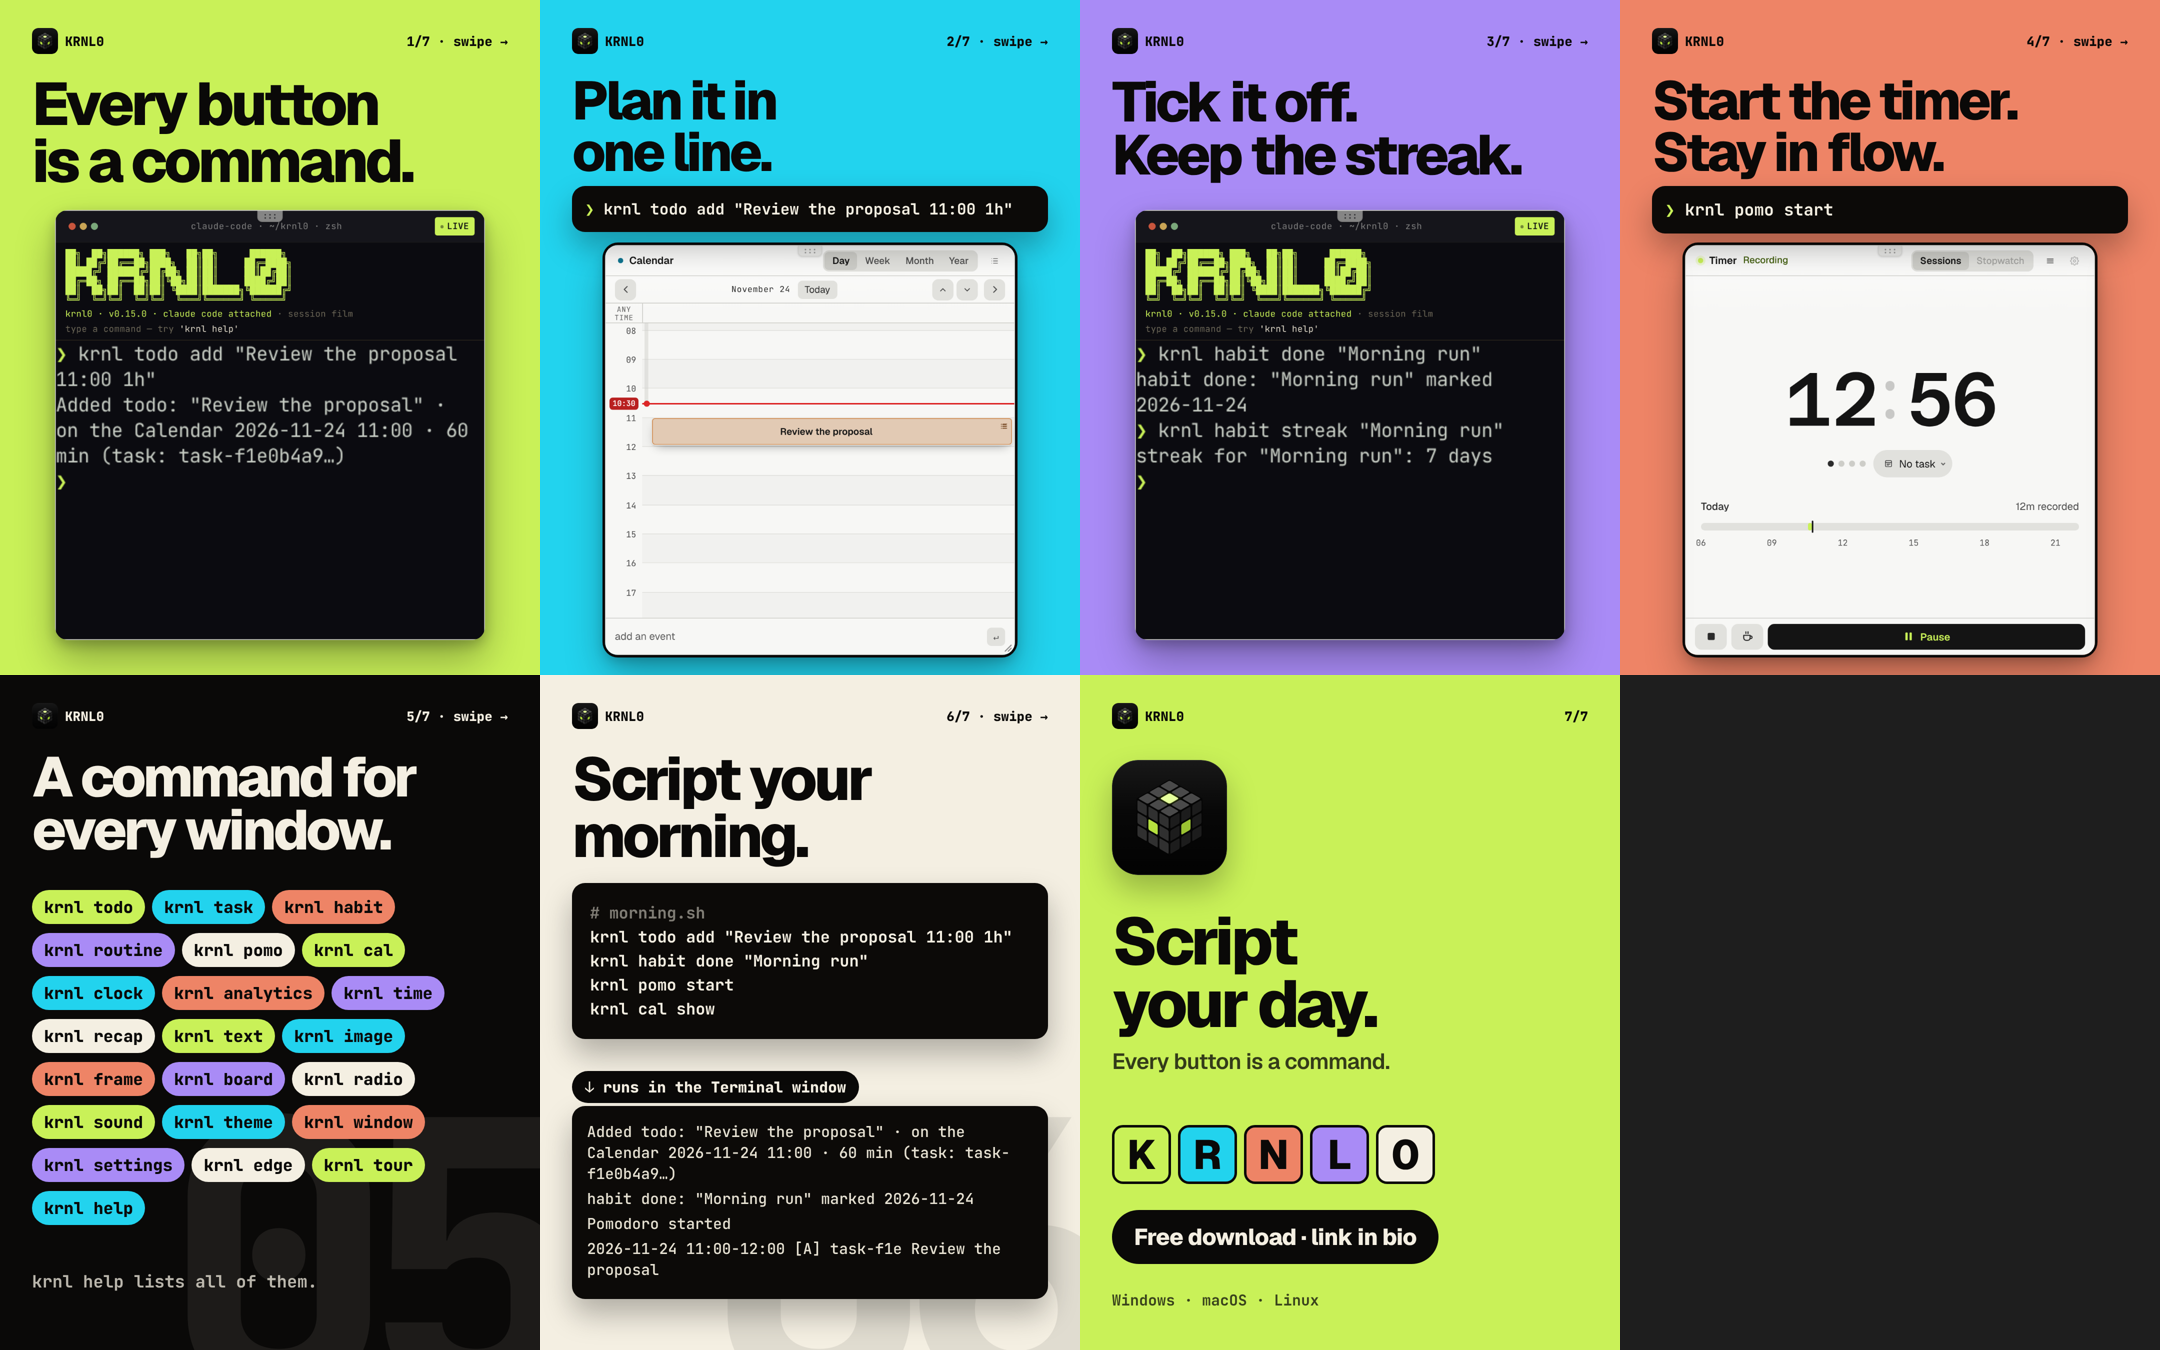 KRNL0
1/7 · swipe →
Every button
is a command.
claude-code · ~/krnl0 · zsh
LIVE
KRNL0
krnl0 · v0.15.0 · claude code attached · session film
type a command — try 'krnl help'
❯ krnl todo add "Review the proposal
11:00 1h"
Added todo: "Review the proposal" ·
on the Calendar 2026-11-24 11:00 · 60
min (task: task-f1e0b4a9…)
❯
KRNL0
2/7 · swipe →
Plan it in
one line.
❯ krnl todo add "Review the proposal 11:00 1h"
Calendar
Day Week Month Year
November 24 Today
ANY
TIME
08
09
10
10:30
11
Review the proposal
12
13
14
15
16
17
add an event
KRNL0
3/7 · swipe →
Tick it off.
Keep the streak.
claude-code · ~/krnl0 · zsh
LIVE
KRNL0
krnl0 · v0.15.0 · claude code attached · session film
type a command — try 'krnl help'
❯ krnl habit done "Morning run"
habit done: "Morning run" marked
2026-11-24
❯ krnl habit streak "Morning run"
streak for "Morning run": 7 days
❯
KRNL0
4/7 · swipe →
Start the timer.
Stay in flow.
❯ krnl pomo start
Timer Recording
Sessions Stopwatch
12:56
No task
Today
12m recorded
06 09 12 15 18 21
Pause
KRNL0
5/7 · swipe →
A command for
every window.
krnl todo krnl task krnl habit
krnl routine krnl pomo krnl cal
krnl clock krnl analytics krnl time
krnl recap krnl text krnl image
krnl frame krnl board krnl radio
krnl sound krnl theme krnl window
krnl settings krnl edge krnl tour
krnl help
krnl help lists all of them.
05
KRNL0
6/7 · swipe →
Script your
morning.
# morning.sh
krnl todo add "Review the proposal 11:00 1h"
krnl habit done "Morning run"
krnl pomo start
krnl cal show
↓ runs in the Terminal window
Added todo: "Review the proposal" · on the
Calendar 2026-11-24 11:00 · 60 min (task: task-
f1e0b4a9…)
habit done: "Morning run" marked 2026-11-24
Pomodoro started
2026-11-24 11:00-12:00 [A] task-f1e Review the
proposal
06
KRNL0
7/7
Script
your day.
Every button is a command.
K R N L 0
Free download · link in bio
Windows · macOS · Linux